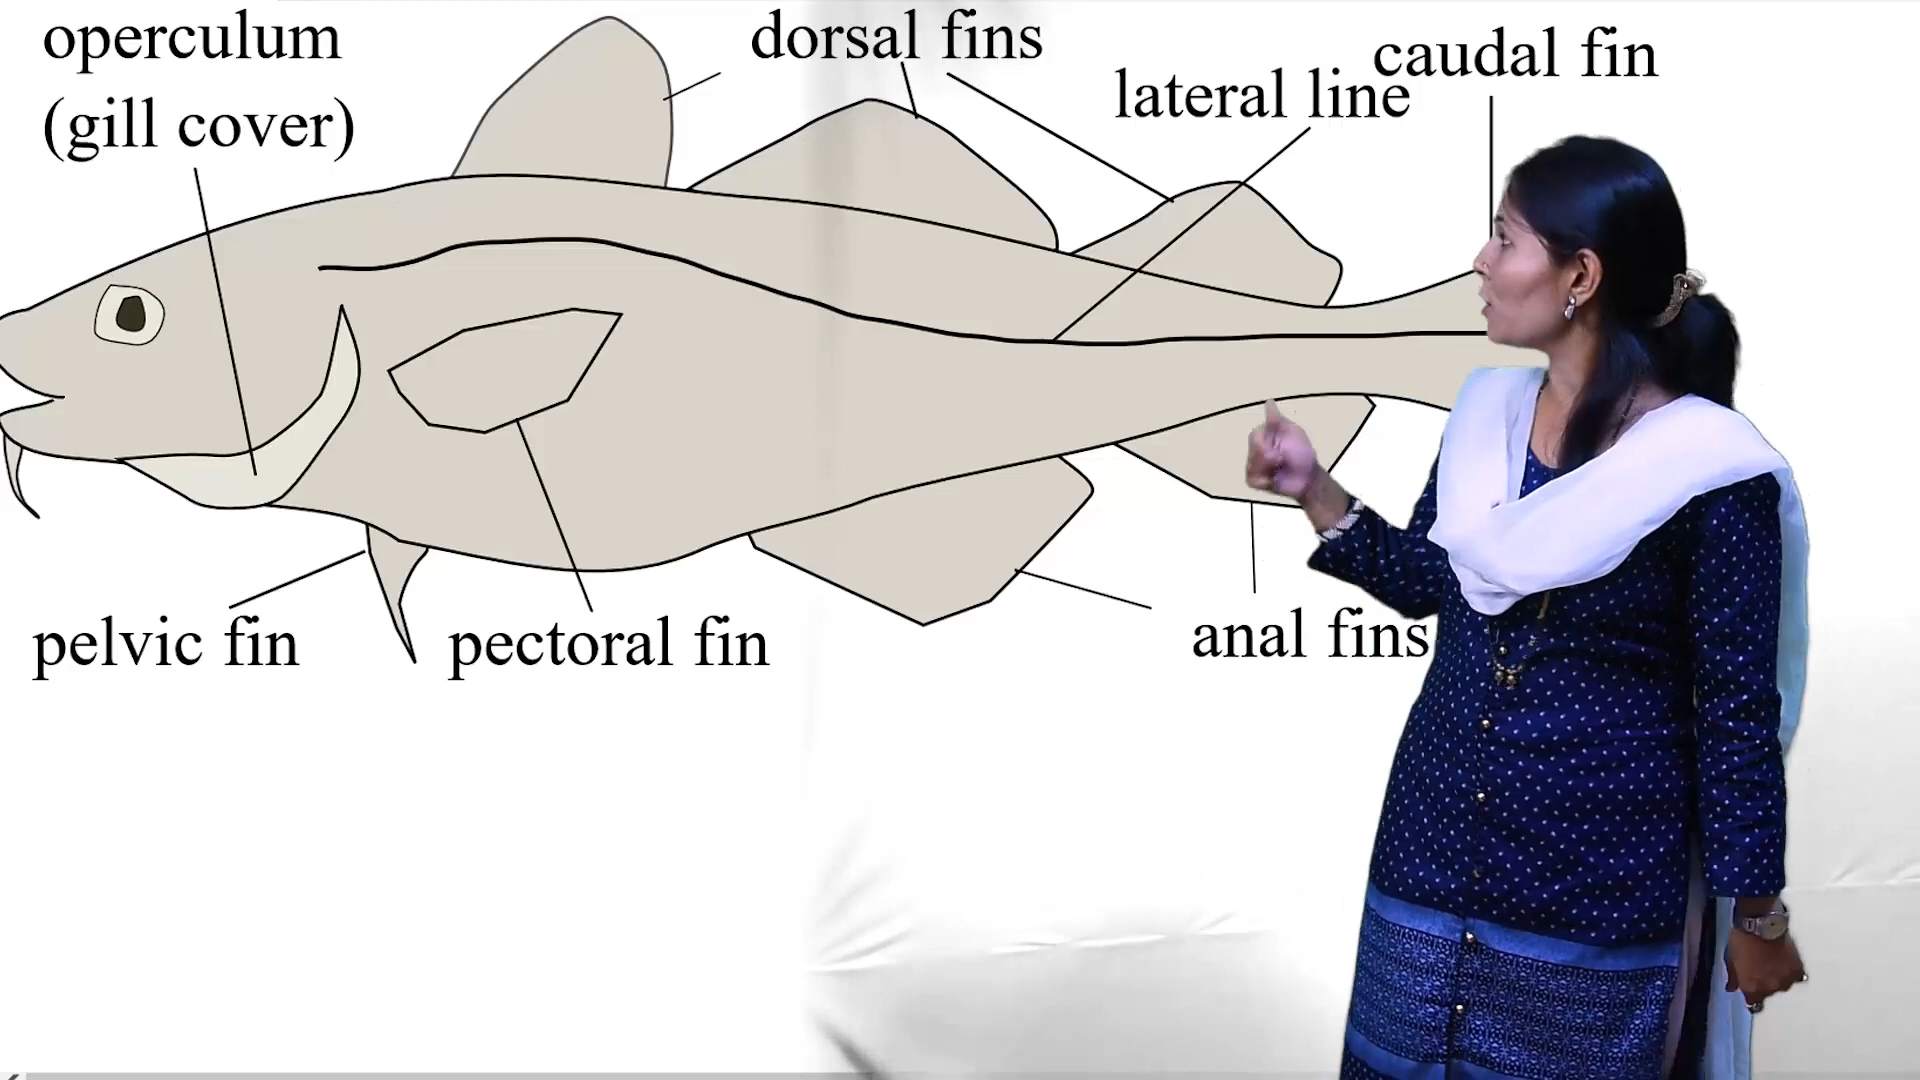 operculum
(gill cover)
dorsal fins
lateral line
caudal fin
pelvic fin
pectoral fin
anal fins